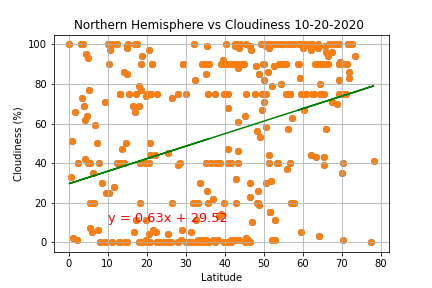 Northern Hemisphere vs Cloudiness 10-20-2020
100
80
60
40
20
0
Cloudiness (%)
y = 0.63x + 29.52
0 10 20 30 40 50 60 70 80
Latitude